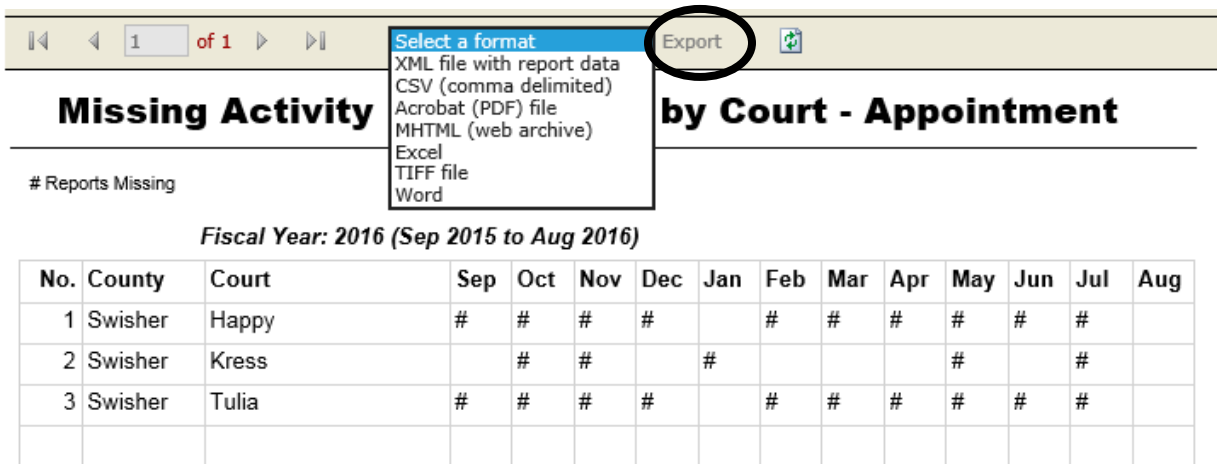 1 of 1 Select a format Export
XML file with report data
CSV (comma delimited)
Acrobat (PDF) file
MHTML (web archive)
Excel
TIFF file
Word
Missing Activity by Court - Appointment
# Reports Missing
Fiscal Year: 2016 (Sep 2015 to Aug 2016)
No. County Court Sep Oct Nov Dec Jan Feb Mar Apr May Jun Jul Aug
1 Swisher Happy # # # # # # # # # #
2 Swisher Kress # # # # #
3 Swisher Tulia # # # # # # # # # #